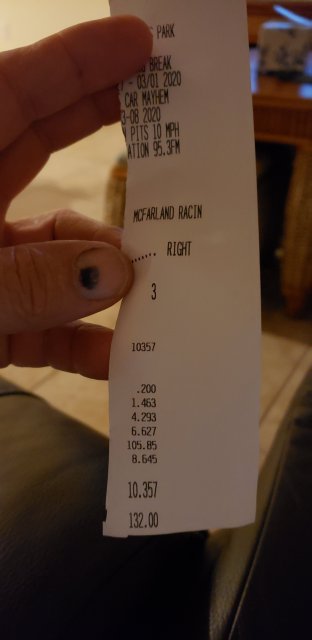 PARK
BREAK
- 03/01 2020
CAR MAYHEM
3-08 2020
PITS 10 MPH
ATION 95.3FM
MCFARLAND RACIN
....... RIGHT
3
10357
.200
1.463
4.293
6.627
105.85
8.645
10.357
132.00